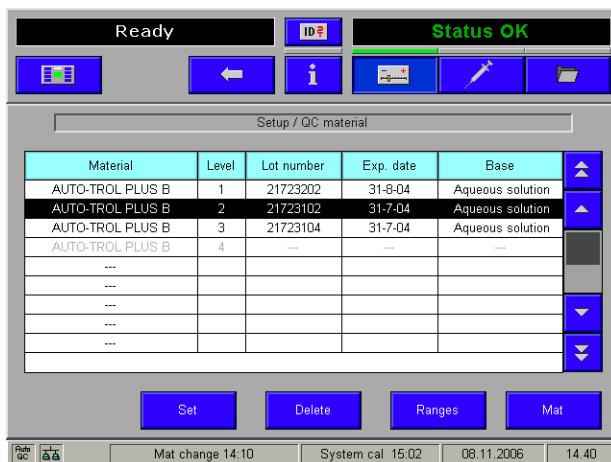 Ready
ID?
Status OK
i
- +
Setup / QC material
Material Level Lot number Exp. date Base
AUTO-TROL PLUS B 1 21723202 31-8-04 Aqueous solution
AUTO-TROL PLUS B 2 21723102 31-7-04 Aqueous solution
AUTO-TROL PLUS B 3 21723104 31-7-04 Aqueous solution
AUTO-TROL PLUS B 4 --- --- ---
---
---
---
---
---
Set Delete Ranges Mat
Auto QC Mat change 14:10 System cal 15:02 08.11.2006 14.40